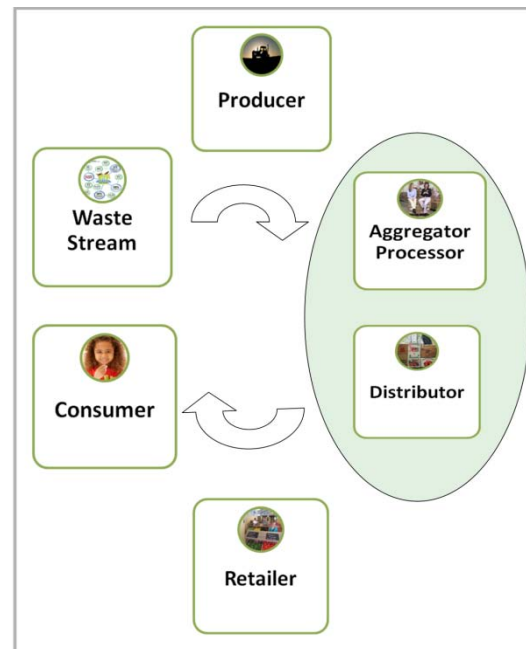 Producer
Waste
Stream
Aggregator
Processor
Consumer
Distributor
Retailer